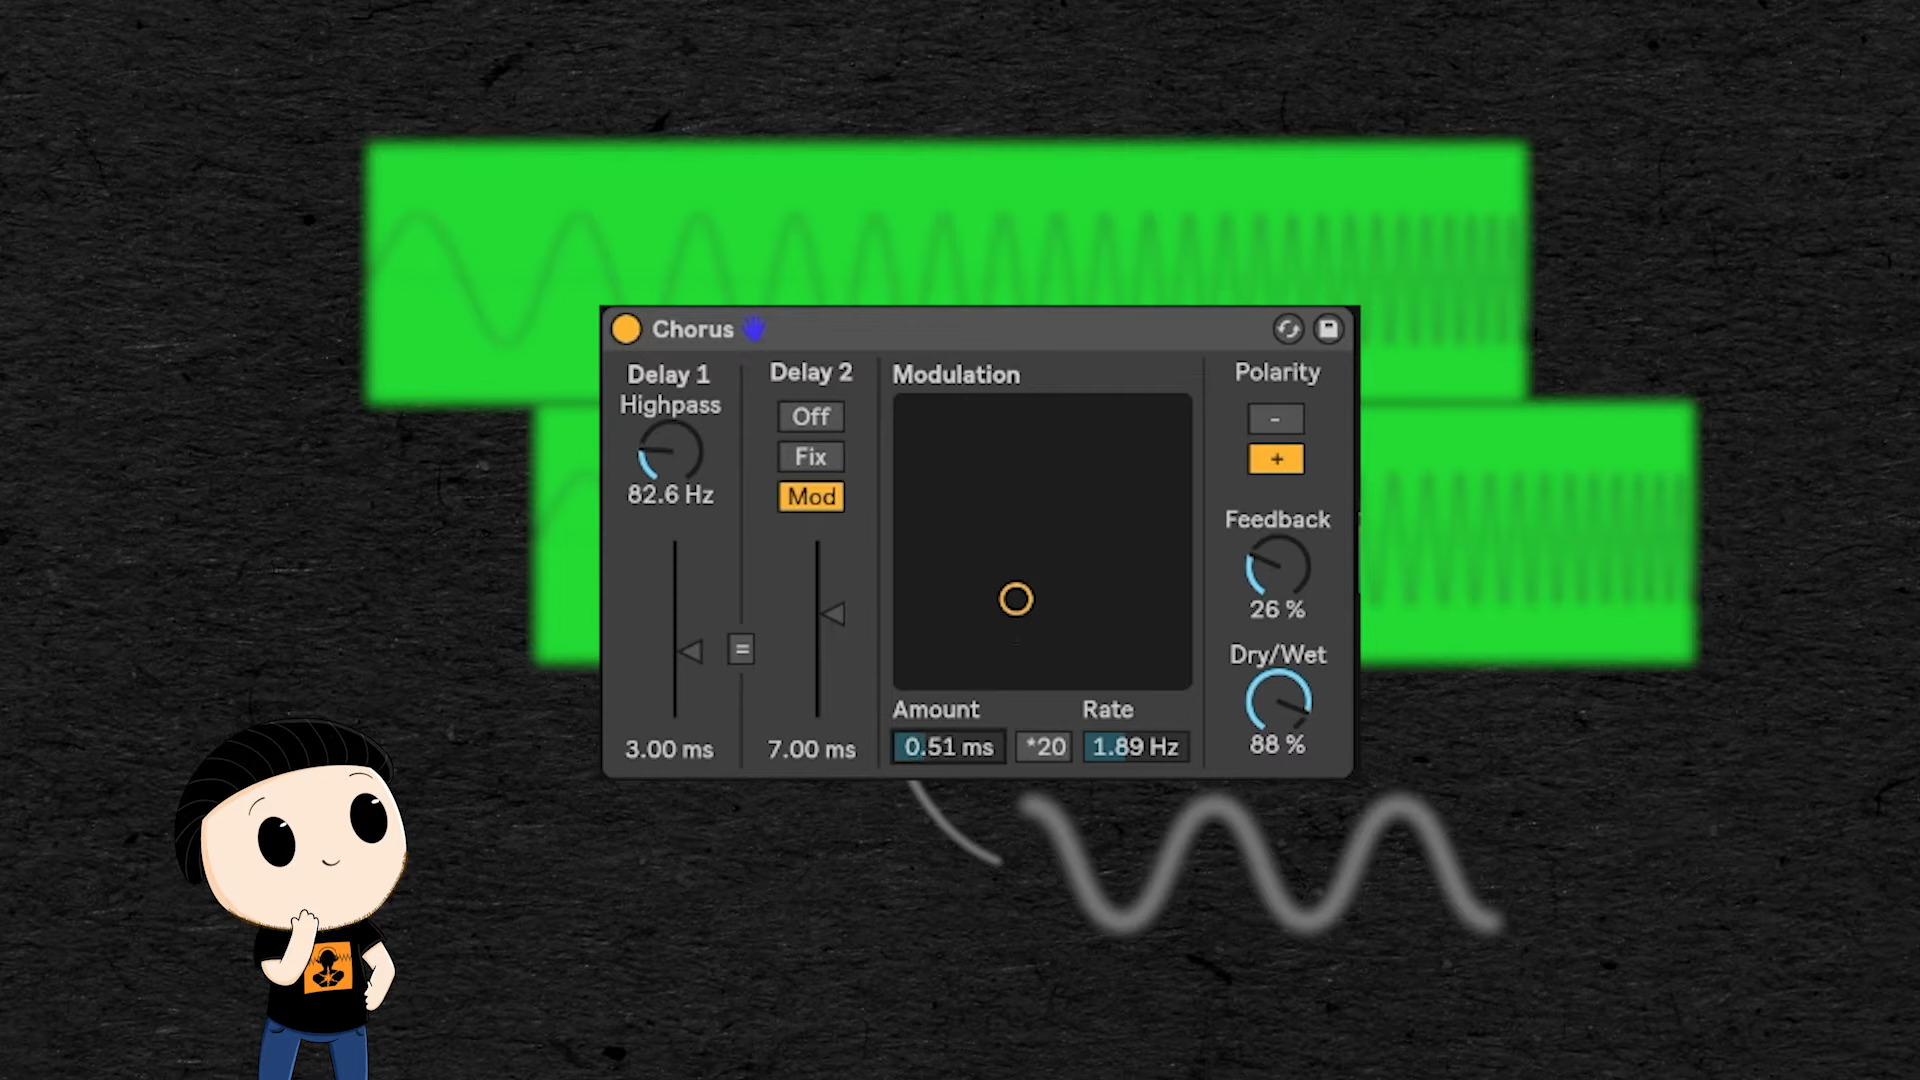 Chorus
Delay 1
Highpass
82.6 Hz
3.00 ms
=
Delay 2
Off
Fix
Mod
7.00 ms
Modulation
Amount
Rate
0.51 ms
*20
1.89 Hz
Polarity
-
+
Feedback
26 %
Dry/Wet
88 %